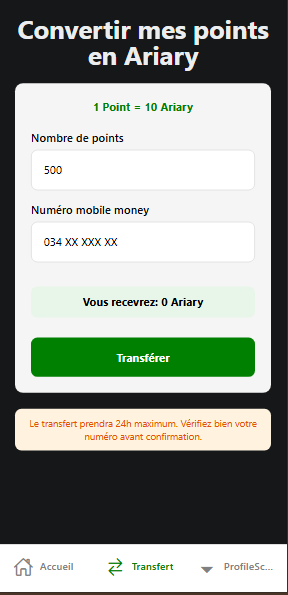 Convertir mes points
en Ariary
1 Point = 10 Ariary
Nombre de points
500
Numéro mobile money
034 XX XXX XX
Vous recevrez: 0 Ariary
Transférer
Le transfert prendra 24h maximum. Vérifiez bien votre
numéro avant confirmation.
Accueil
Transfert
ProfileSc...